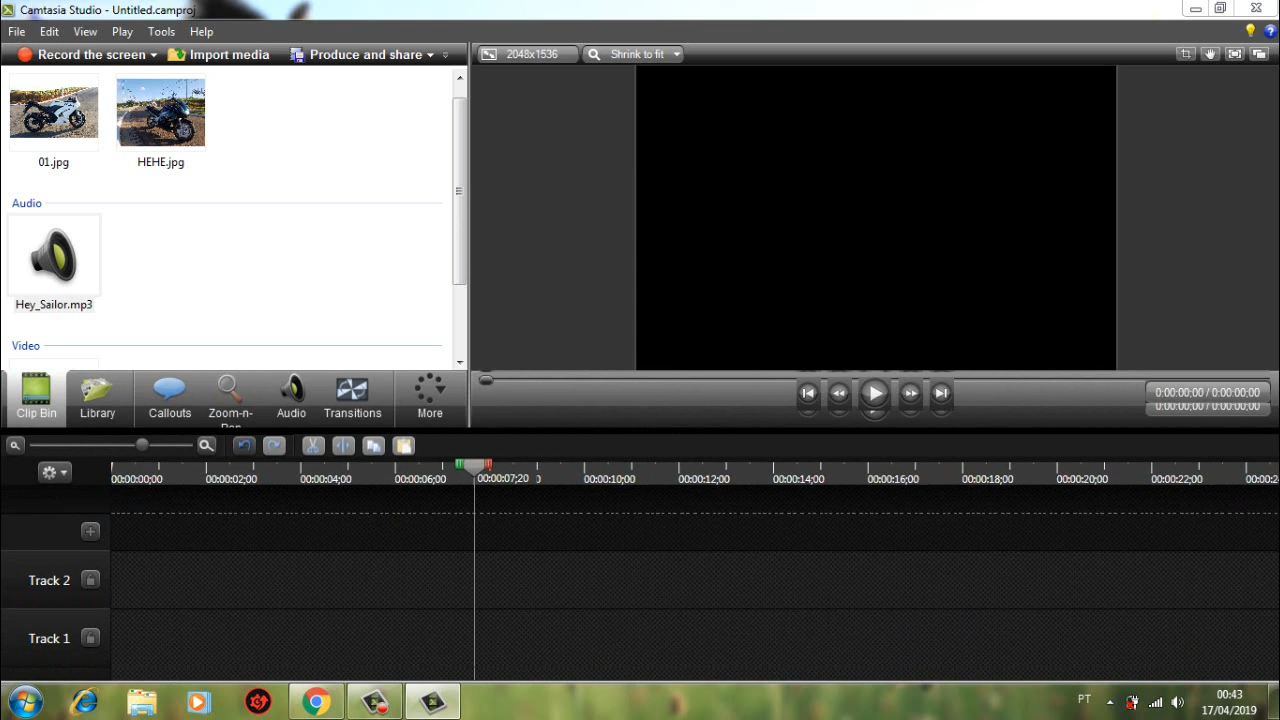 Camtasia Studio - Untitled.camproj
File Edit View Play Tools Help
Record the screen Import media Produce and share
2048x1536 Shrink to fit
01.jpg HEHE.jpg
Audio
Hey_Sailor.mp3
Video
Clip Bin Library Callouts Zoom-n- Audio Transitions More
0:00:00;00 / 0:00:00;00
00:00:00;00 00:00:02;00 00:00:04;00 00:00:06;00 00:00:07;20 00:00:10;00 00:00:12;00 00:00:14;00 00:00:16;00 00:00:18;00 00:00:20;00 00:00:22;00
Track 2
Track 1
PT
00:43
17/04/2019